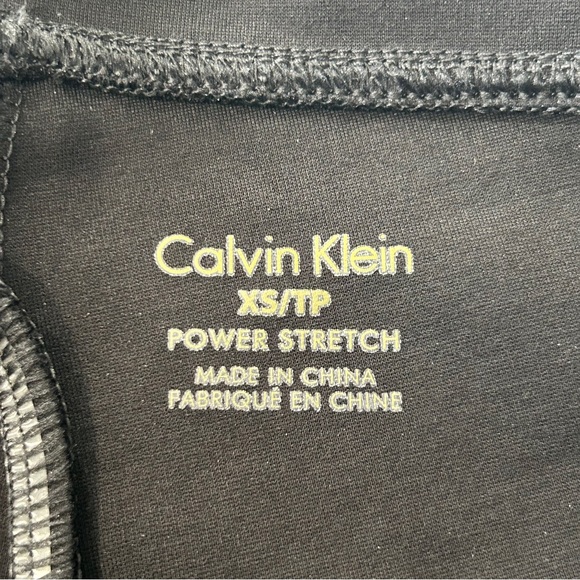 Calvin Klein
XS/TP
POWER STRETCH
MADE IN CHINA
FABRIQUÉ EN CHINE